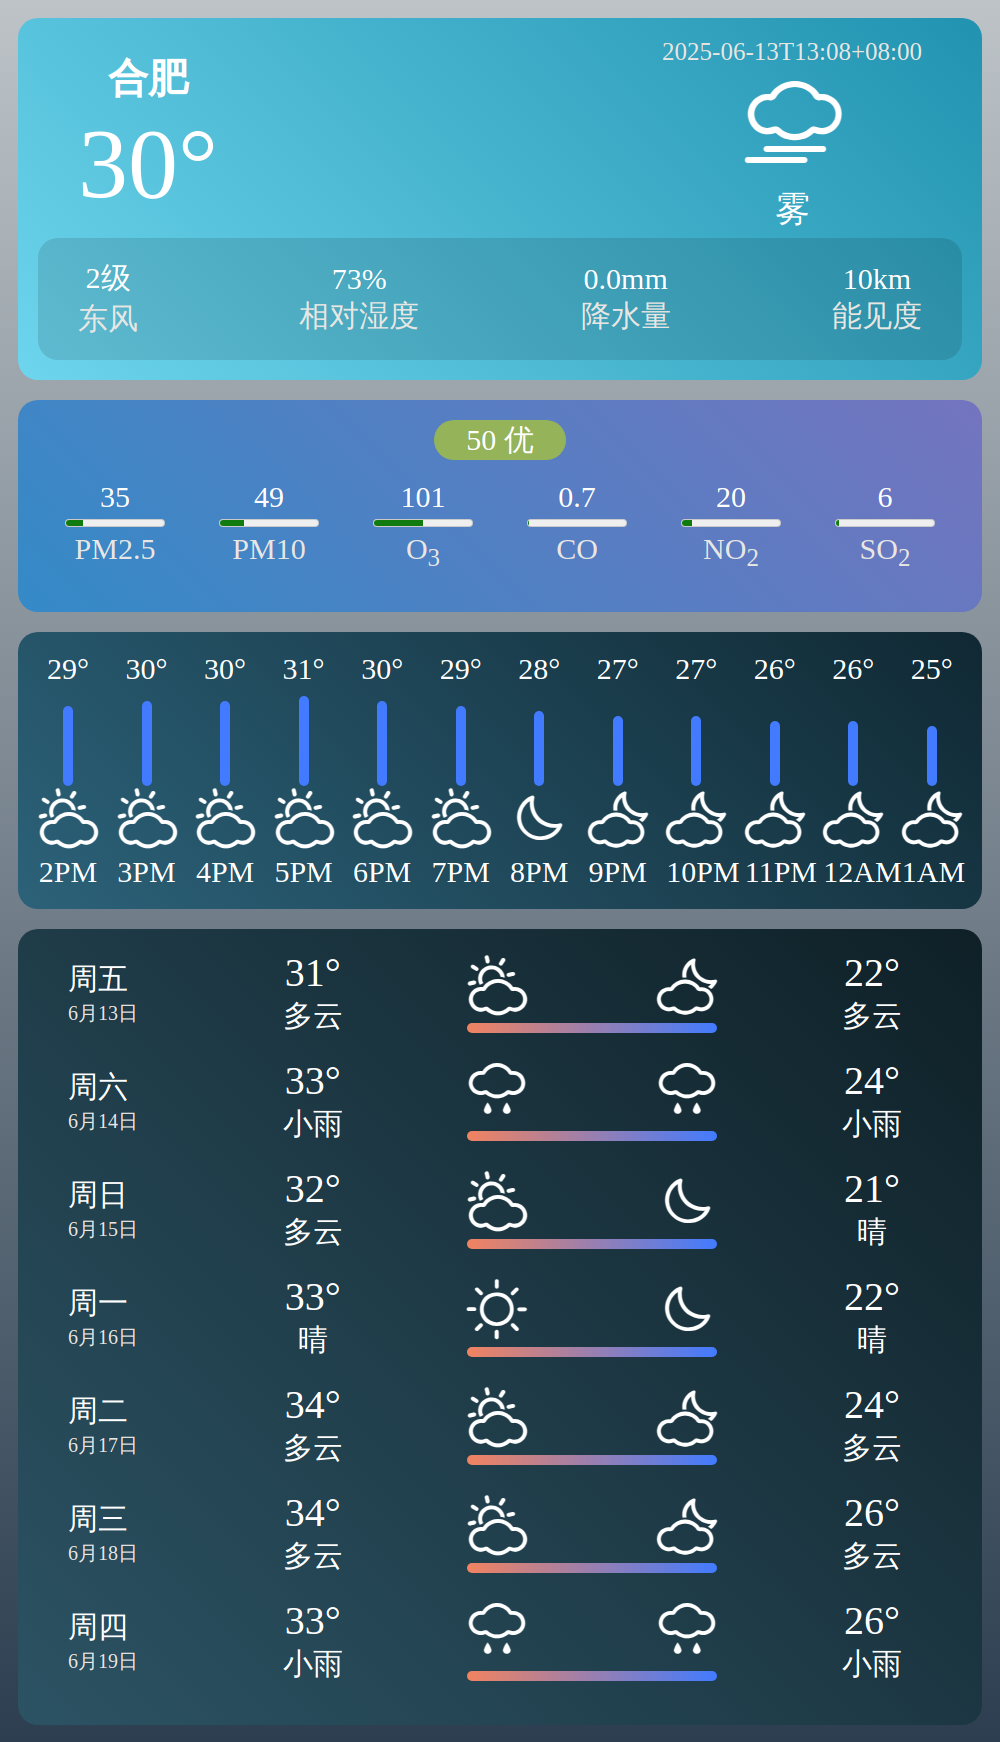 合肥
30°
2025-06-13T13:08+08:00
雾
2级 73% 0.0mm 10km
东风 相对湿度 降水量 能见度
50 优
35 49 101 0.7 20 6
PM2.5 PM10 O3 CO NO2 SO2
29° 30° 30° 31° 30° 29° 28° 27° 27° 26° 26° 25°
2PM 3PM 4PM 5PM 6PM 7PM 8PM 9PM 10PM 11PM 12AM 1AM
周五 31° 22°
6月13日 多云 多云
周六 33° 24°
6月14日 小雨 小雨
周日 32° 21°
6月15日 多云 晴
周一 33° 22°
6月16日 晴 晴
周二 34° 24°
6月17日 多云 多云
周三 34° 26°
6月18日 多云 多云
周四 33° 26°
6月19日 小雨 小雨